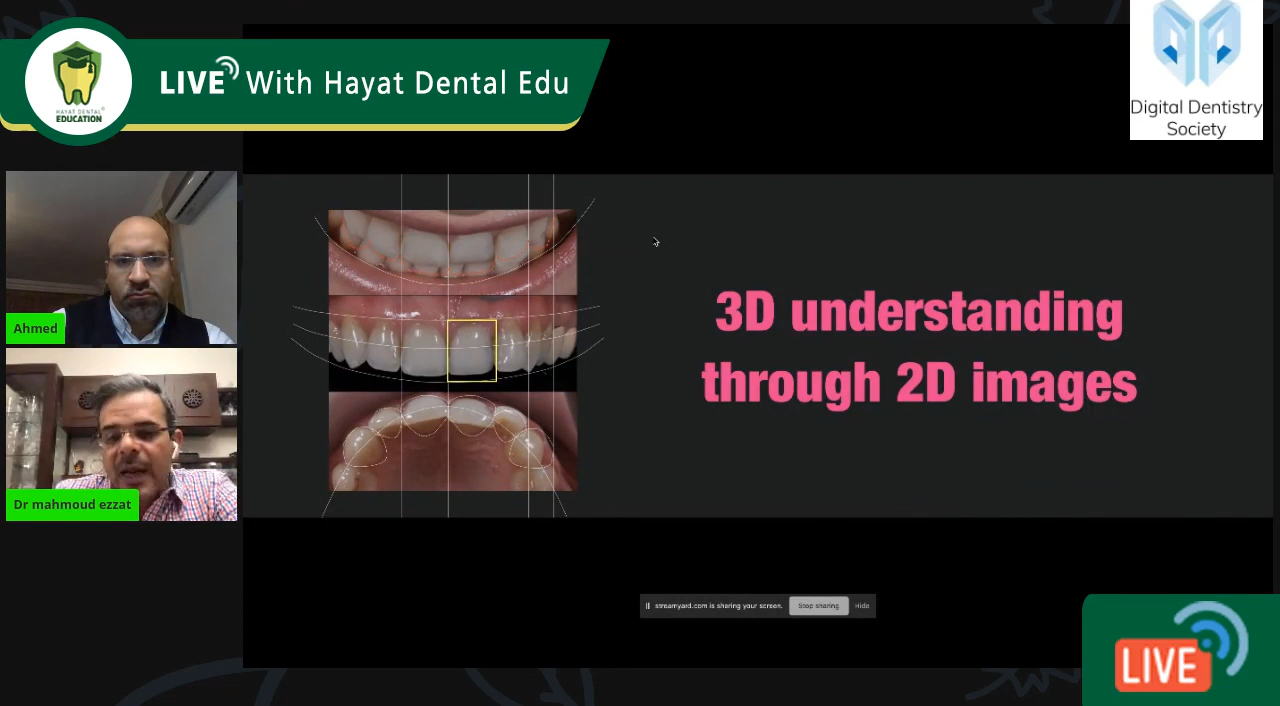 LIVE With Hayat Dental Edu
HAYAT DENTAL
EDUCATION
Digital Dentistry
Society
Ahmed
Dr mahmoud ezzat
3D understanding
through 2D images
streamyard.com is sharing your screen. Stop sharing Hide
LIVE